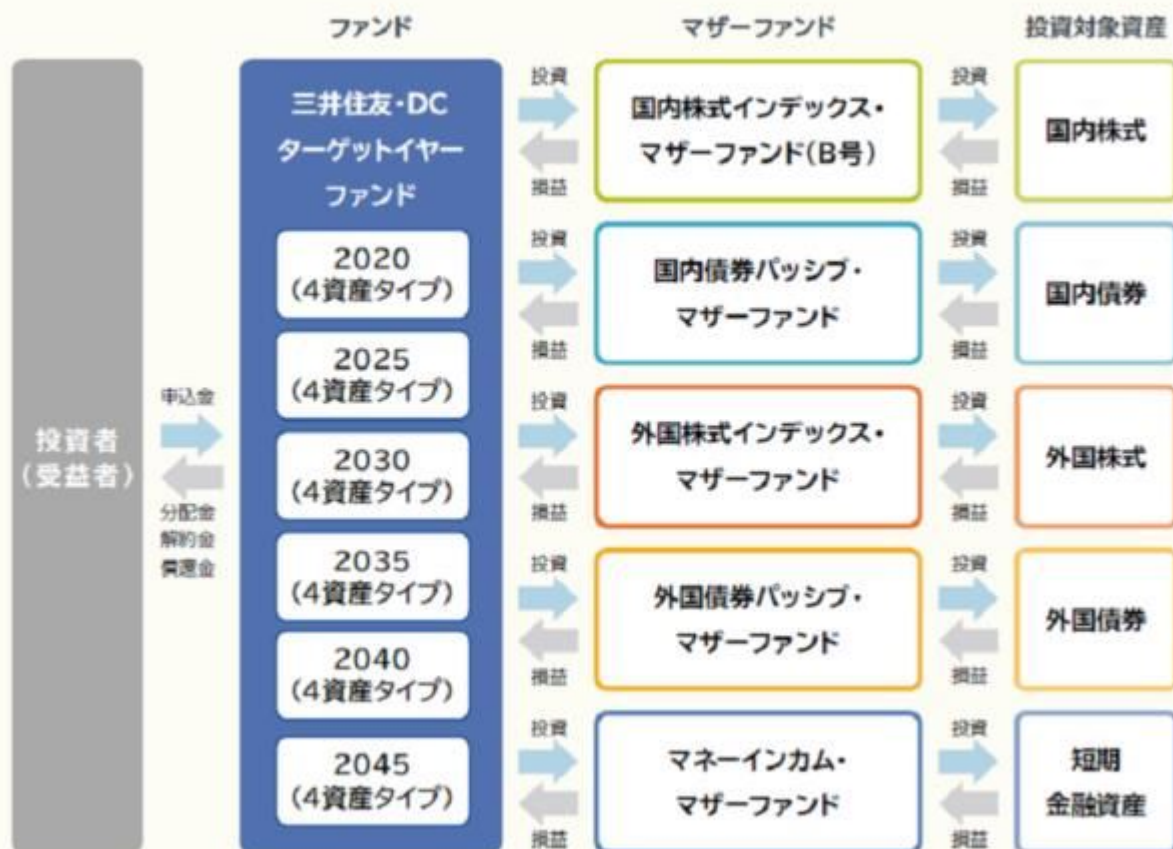 ファンド
マザーファンド
投資対象資産
投資者
(受益者)
申込金
分配金
解約金
償還金
三井住友・DC
ターゲットイヤー
ファンド
2020
(4資産タイプ)
2025
(4資産タイプ)
2030
(4資産タイプ)
2035
(4資産タイプ)
2040
(4資産タイプ)
2045
(4資産タイプ)
投資
損益
国内株式インデックス・
マザーファンド(B号)
投資
損益
国内株式
投資
損益
国内債券パッシブ・
マザーファンド
投資
損益
国内債券
投資
損益
外国株式インデックス・
マザーファンド
投資
損益
外国株式
投資
損益
外国債券パッシブ・
マザーファンド
投資
損益
外国債券
投資
損益
マネーインカム・
マザーファンド
投資
損益
短期
金融資産